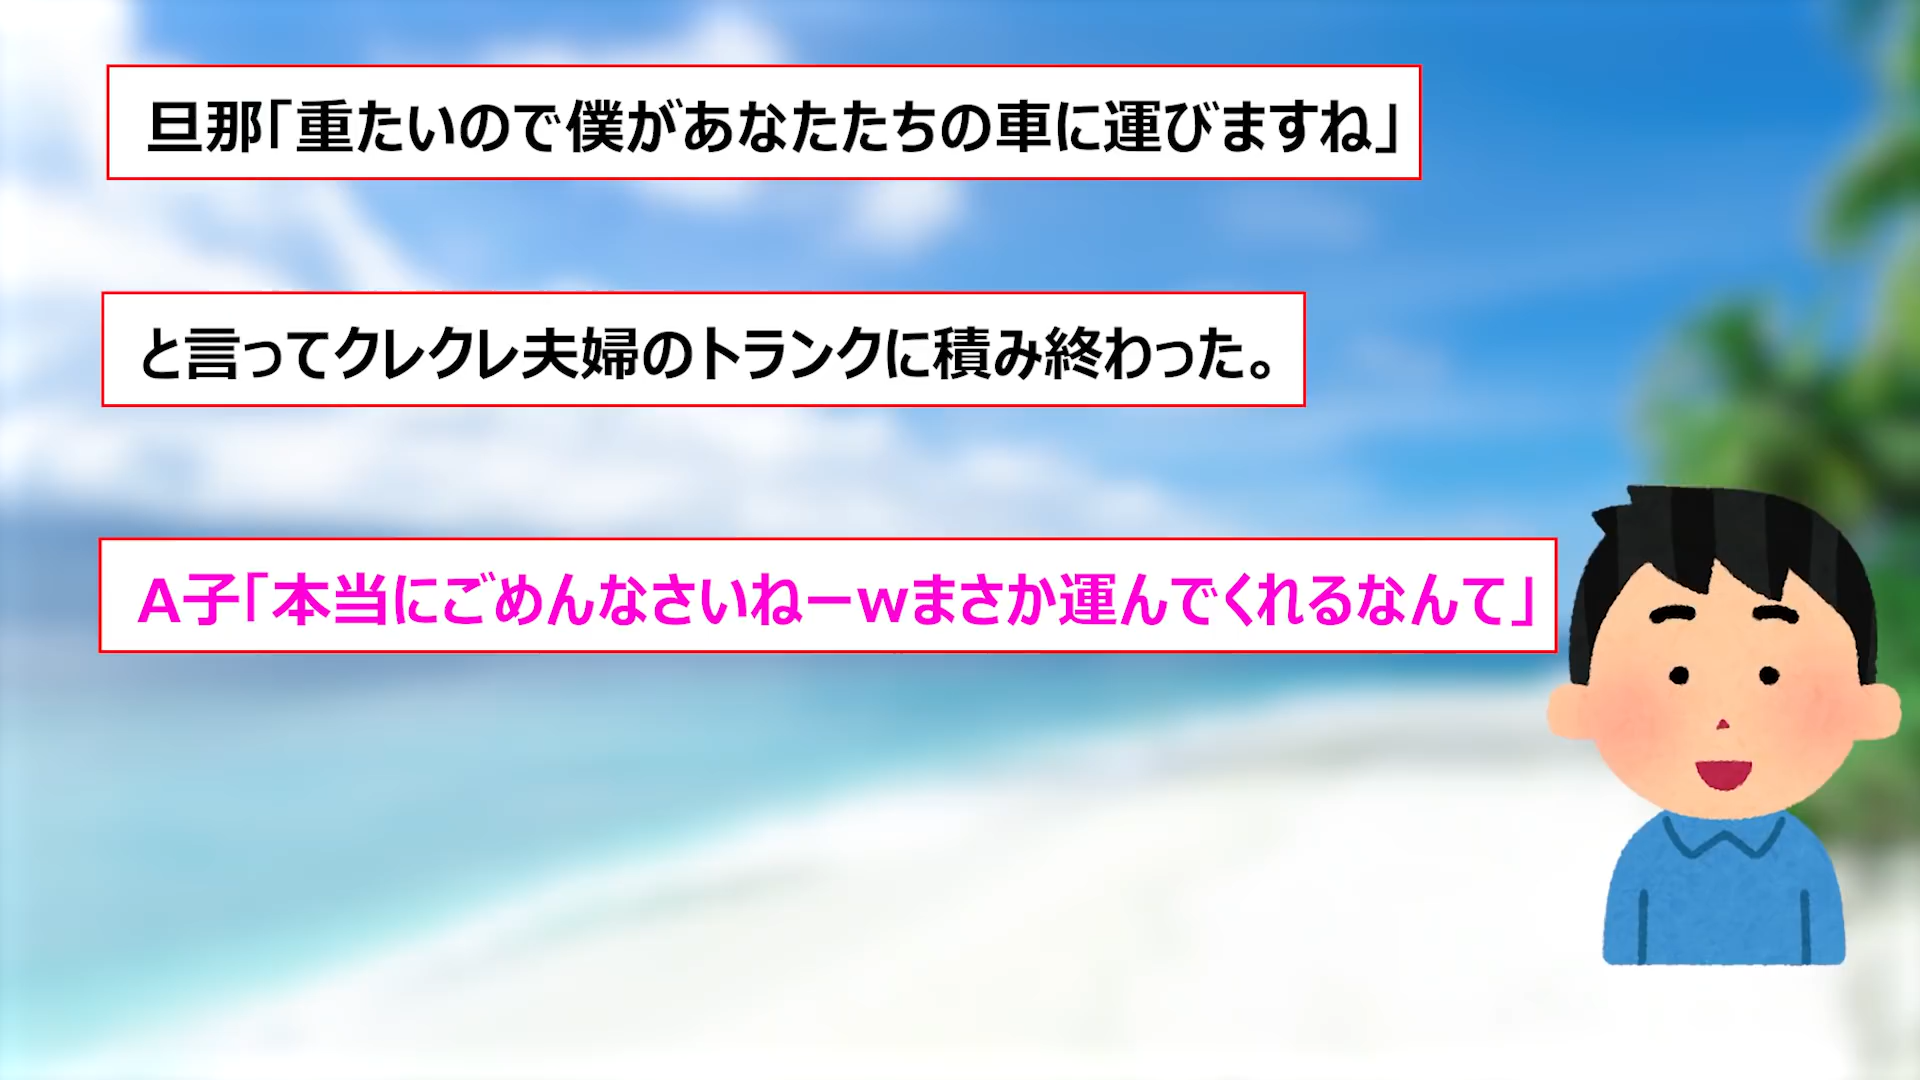 旦那「重たいので僕があなたたちの車に運びますね」
と言ってクレクレ夫婦のトランクに積み終わった。
A子「本当にごめんなさいねーwまさか運んでくれるなんて」